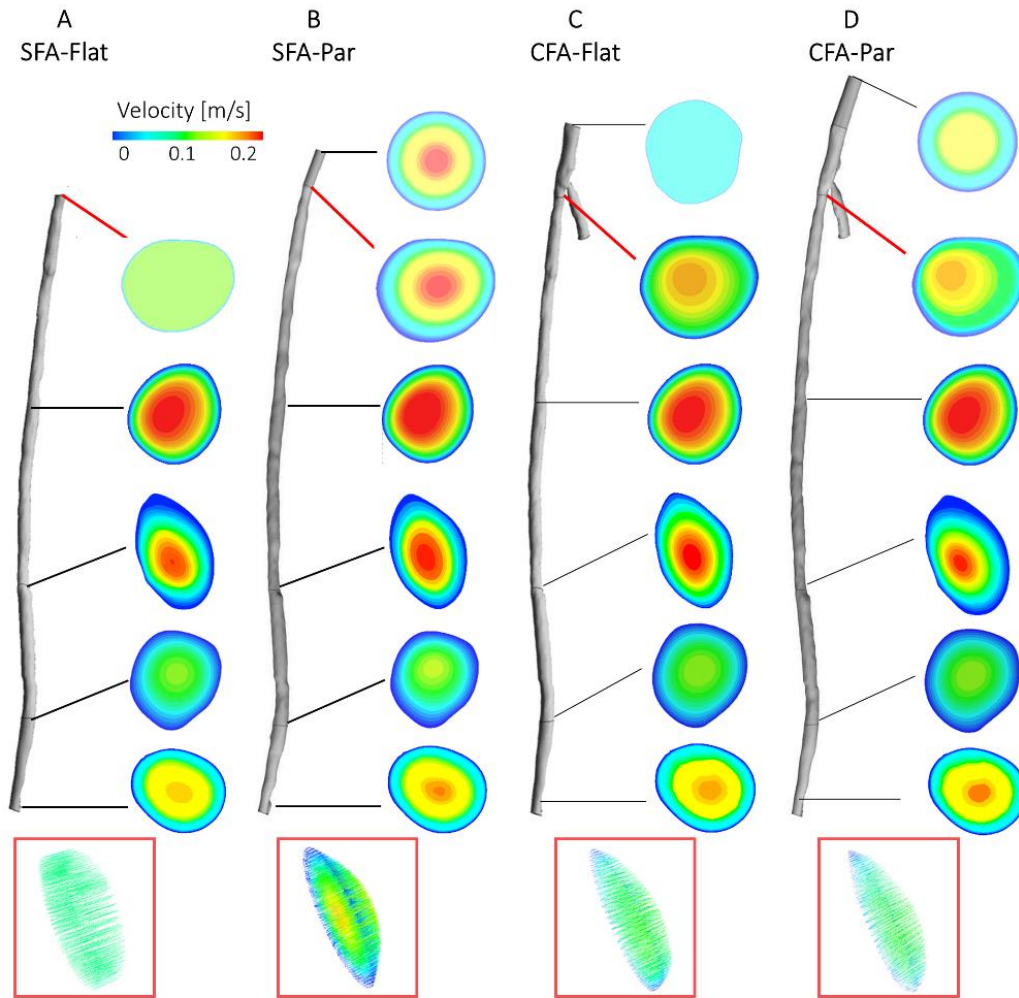 A
SFA-Flat
B
SFA-Par
C
CFA-Flat
D
CFA-Par
Velocity [m/s]
0 0.1 0.2